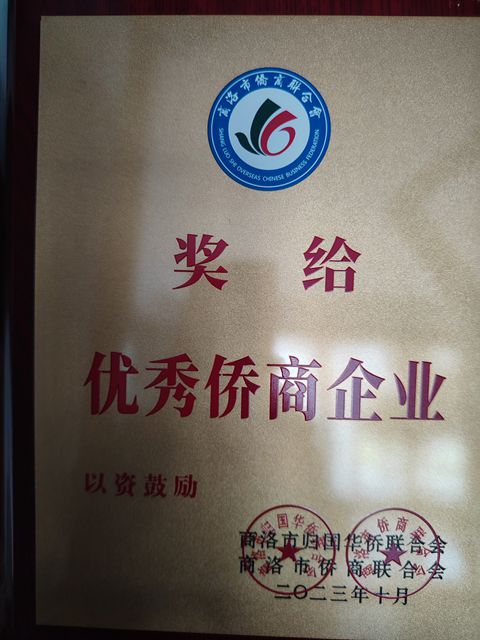 商洛市侨商联合会
SHANG LUO SHI OVERSEAS CHINESE BUSINESS FEDERATION
奖 给
优秀侨商企业
以资鼓励
商洛市归国华侨联合会
商洛市侨商联合会
二〇二三年十月